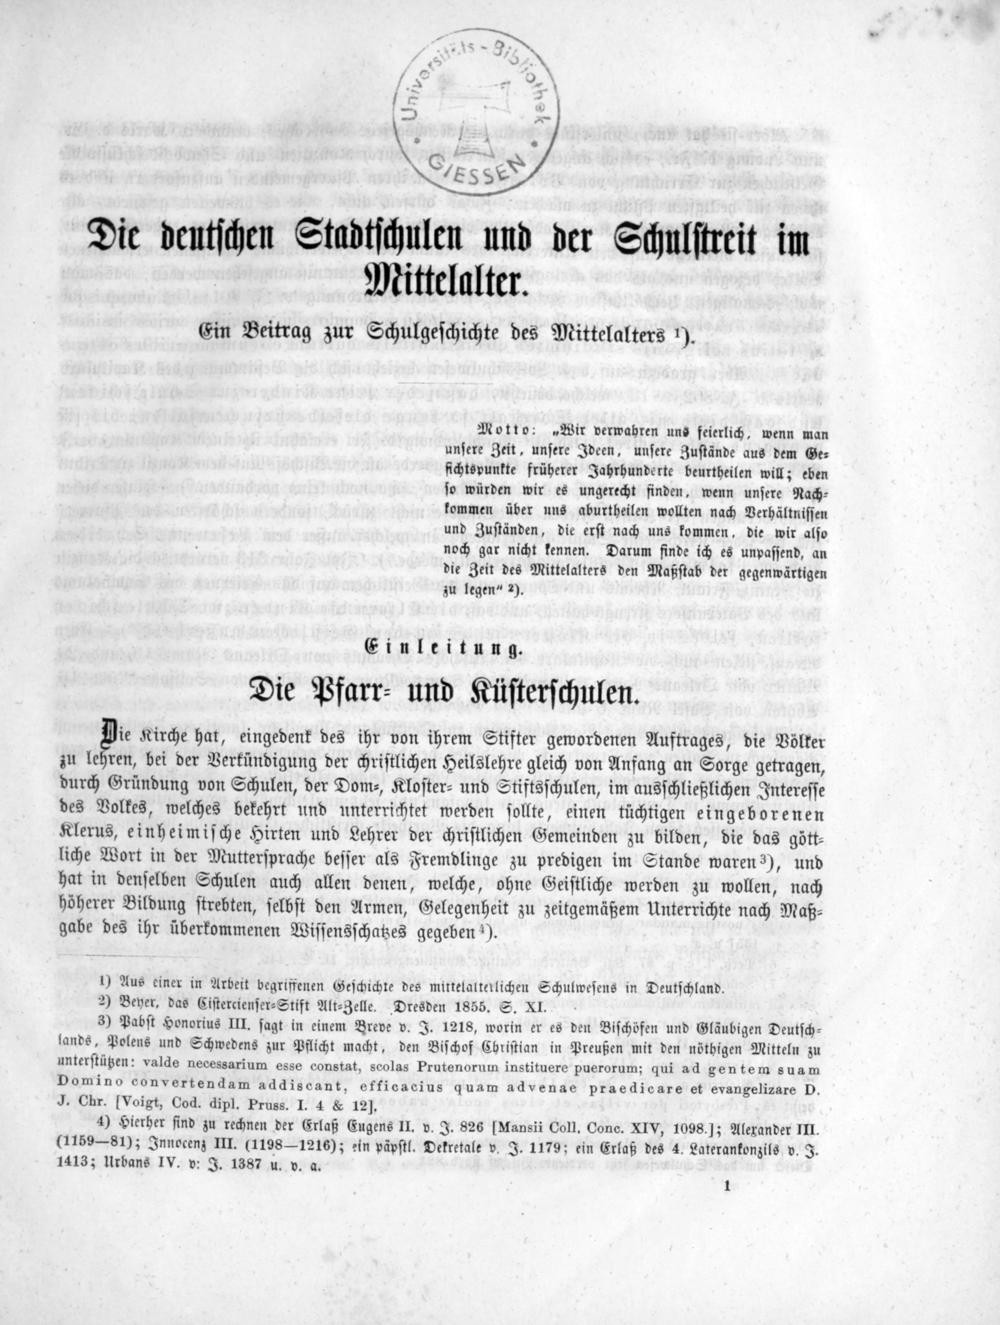 Universitäts-Bibliothek
GIESSEN
Die deutschen Stadtschulen und der Schulstreit im
Mittelalter.
Ein Beitrag zur Schulgeschichte des Mittelalters ¹).
Motto: „Wir verwahren uns feierlich, wenn man
unsere Zeit, unsere Ideen, unsere Zustände aus dem Ge-
sichtspunkte früherer Jahrhunderte beurtheilen will; eben
so würden wir es ungerecht finden, wenn unsere Nach-
kommen über uns aburtheilen wollten nach Verhältnissen
und Zuständen, die erst nach uns kommen, die wir also
noch gar nicht kennen. Darum finde ich es unpassend, an
die Zeit des Mittelalters den Maßstab der gegenwärtigen
zu legen“ ²).
Einleitung.
Die Pfarr- und Küsterschulen.
Die Kirche hat, eingedenk des ihr von ihrem Stifter gewordenen Auftrages, die Völker
zu lehren, bei der Verkündigung der christlichen Heilslehre gleich von Anfang an Sorge getragen,
durch Gründung von Schulen, der Dom-, Kloster- und Stiftsschulen, im ausschließlichen Interesse
des Volkes, welches bekehrt und unterrichtet werden sollte, einen tüchtigen eingeborenen
Klerus, einheimische Hirten und Lehrer der christlichen Gemeinden zu bilden, die das gött-
liche Wort in der Muttersprache besser als Fremdlinge zu predigen im Stande waren³), und
hat in denselben Schulen auch allen denen, welche, ohne Geistliche werden zu wollen, nach
höherer Bildung strebten, selbst den Armen, Gelegenheit zu zeitgemäßem Unterrichte nach Maß-
gabe des ihr überkommenen Wissensschatzes gegeben⁴).
1) Aus einer in Arbeit begriffenen Geschichte des mittelalterlichen Schulwesens in Deutschland.
2) Beyer, das Cistercienser-Stift Alt-Zelle. Dresden 1855. S. XI.
3) Pabst Honorius III. sagt in einem Breve v. J. 1218, worin er es den Bischöfen und Gläubigen Deutsch-
lands, Polens und Schwedens zur Pflicht macht, den Bischof Christian in Preußen mit den nöthigen Mitteln zu
unterstützen: valde necessarium esse constat, scolas Prutenorum instituere puerorum; qui ad gentem suam
Domino convertendam addiscant, efficacius quam advenae praedicare et evangelizare D.
J. Chr. [Voigt, Cod. dipl. Pruss. I. 4 & 12].
4) Hierher sind zu rechnen der Erlaß Eugens II. v. J. 826 [Mansii Coll. Conc. XIV, 1098.]; Alexander III.
(1159—81); Innocenz III. (1198—1216); ein päpstl. Dekretale v. J. 1179; ein Erlaß des 4. Laterankonzils v. J.
1413; Urbans IV. v. J. 1387 u. v. a.
1